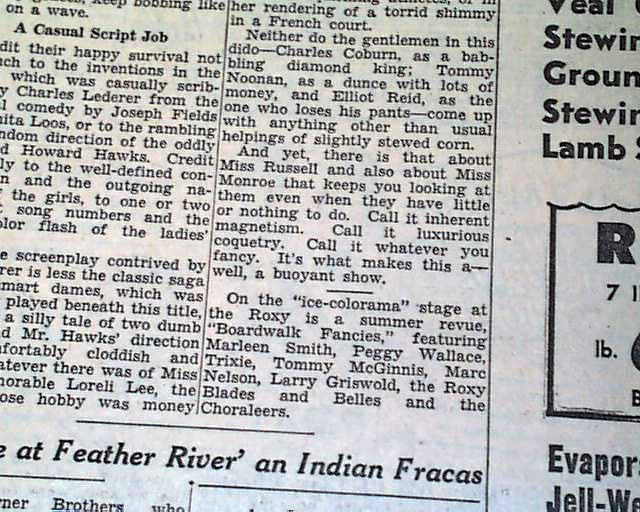 keep bobbing like
on a wave.
A Casual Script Job
dit their happy survival not
ch to the inventions in the
which was casually scrib-
y Charles Lederer from the
l comedy by Joseph Fields
nita Loos, or to the rambling
ndom direction of the oddly
d Howard Hawks. Credit
ly to the well-defined con-
n and the outgoing na-
the girls, to one or two
song numbers and the
olor flash of the ladies'
e screenplay contrived by
rer is less the classic saga
mart dames, which was
played beneath this title,
a silly tale of two dumb
d Mr. Hawks' direction
nfortably cloddish and
atever there was of Miss
morable Loreli Lee, the
ose hobby was money
her rendering of a torrid shimmy
in a French court.
Neither do the gentlemen in this
dido—Charles Coburn, as a bab-
bling diamond king; Tommy
Noonan, as a dunce with lots of
money, and Elliot Reid, as the
one who loses his pants—come up
with anything other than usual
helpings of slightly stewed corn.
And yet, there is that about
Miss Russell and also about Miss
Monroe that keeps you looking at
them even when they have little
or nothing to do. Call it inherent
magnetism. Call it luxurious
coquetry. Call it whatever you
fancy. It's what makes this a—
well, a buoyant show.
On the "ice-colorama" stage at
the Roxy is a summer revue,
"Boardwalk Fancies," featuring
Marleen Smith, Peggy Wallace,
Trixie, Tommy McGinnis, Marc
Nelson, Larry Griswold, the Roxy
Blades and Belles and the
Choraleers.
e at Feather River' an Indian Fracas
rner Brothers who
Veal
Stewin
Groun
Stewin
Lamb S
R
7 l
lb.
Evapor
Jell-We